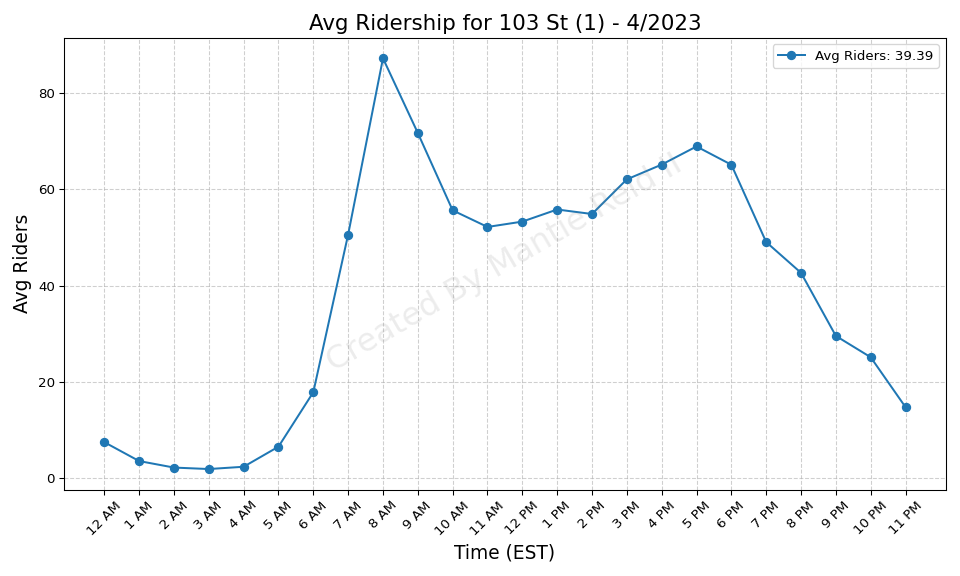 Avg Ridership for 103 St (1) - 4/2023
Avg Riders: 39.39
Avg Riders
80
60
40
20
0
Created By Mantie Reid II
12 AM
1 AM
2 AM
3 AM
4 AM
5 AM
6 AM
7 AM
8 AM
9 AM
10 AM
11 AM
12 PM
1 PM
2 PM
3 PM
4 PM
5 PM
6 PM
7 PM
8 PM
9 PM
10 PM
11 PM
Time (EST)